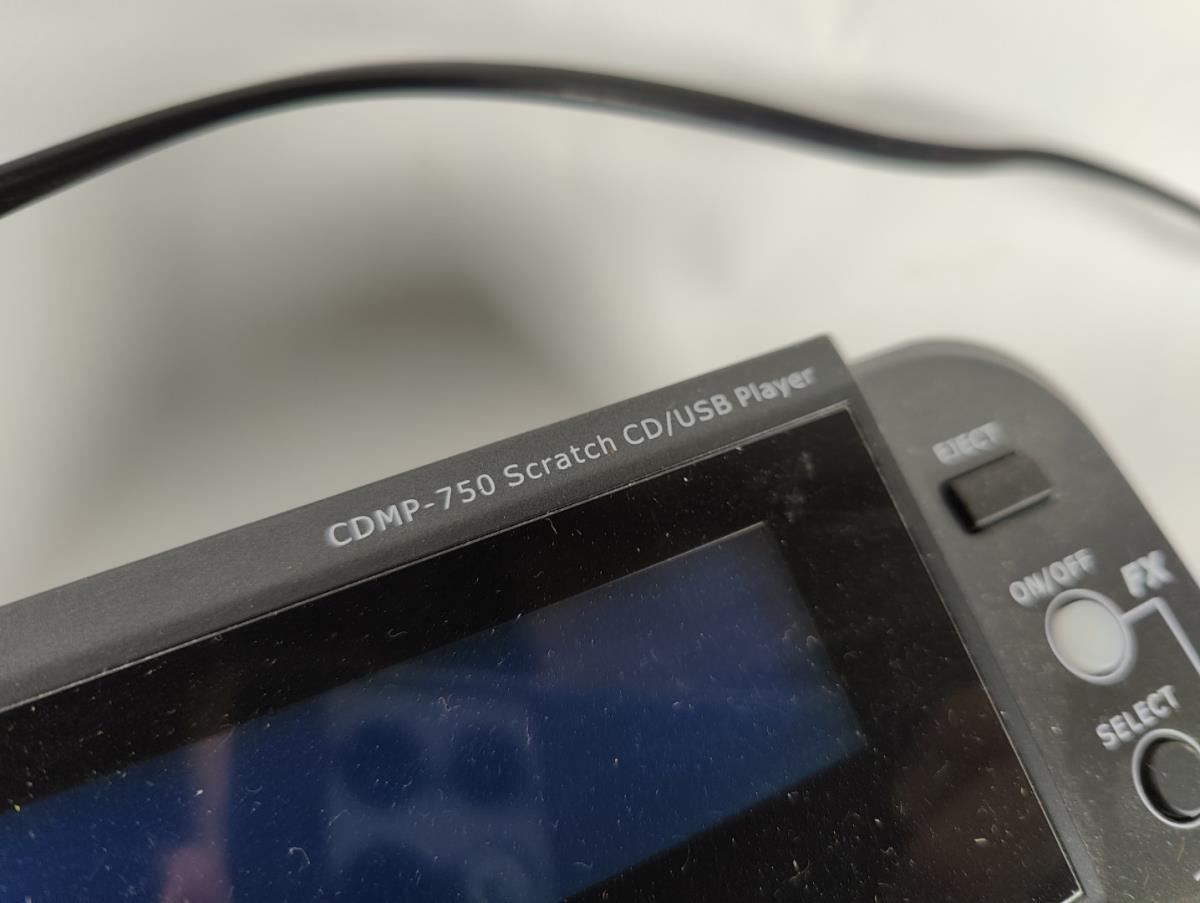 CDMP-750 Scratch CD/USB Player
EJECT
ON/OFF
FX
SELECT